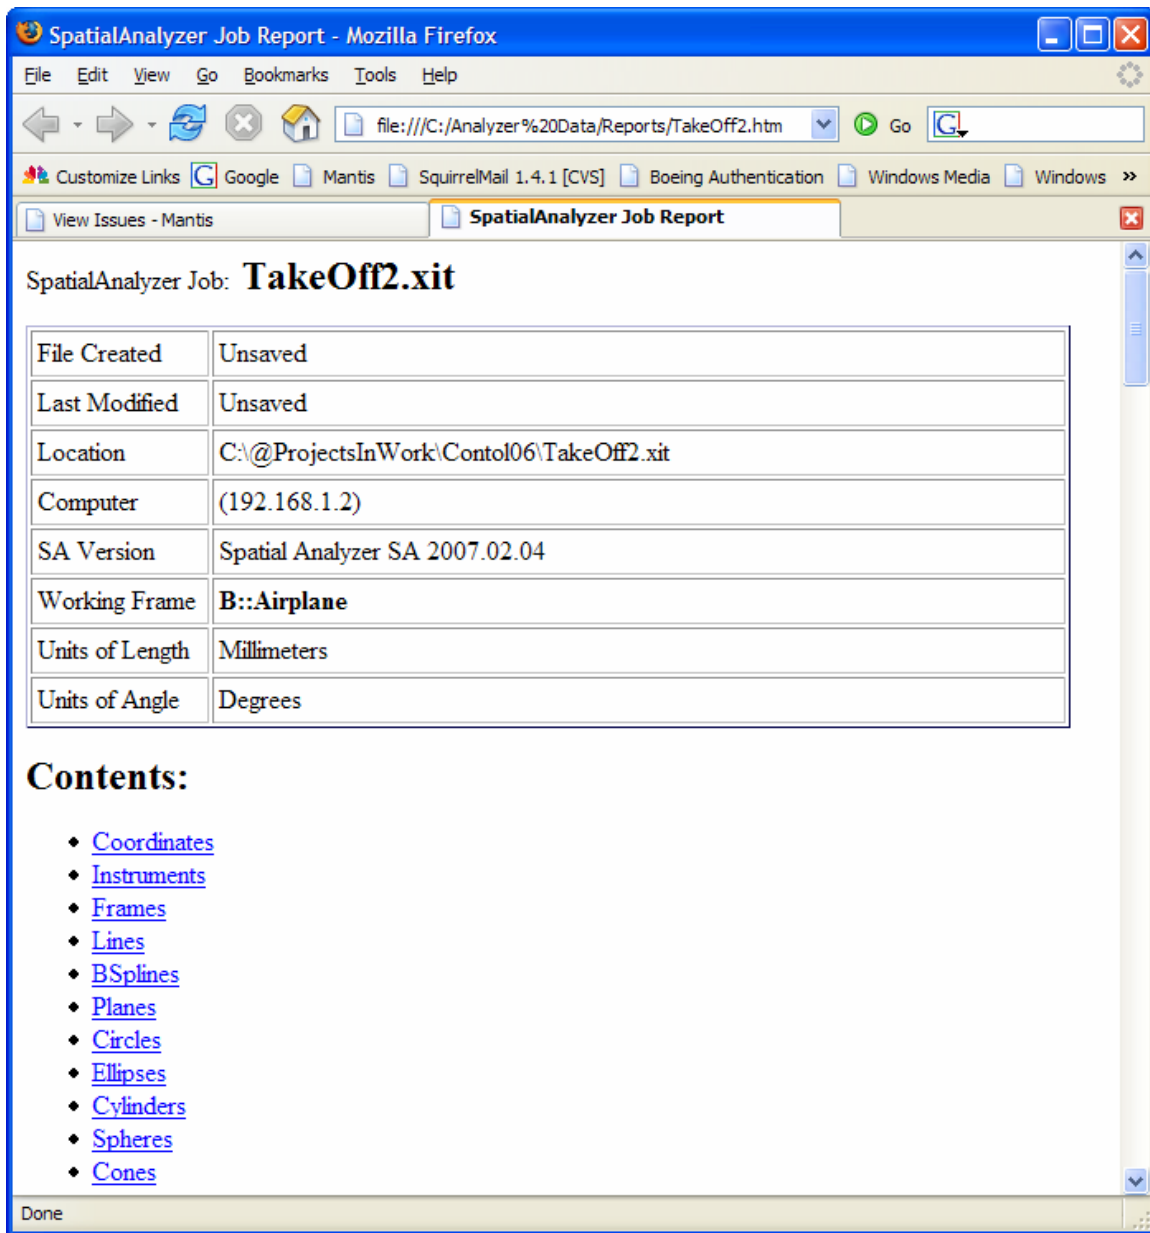 SpatialAnalyzer Job Report - Mozilla Firefox
File Edit View Go Bookmarks Tools Help
file:///C:/Analyzer%20Data/Reports/TakeOff2.htm Go G
Customize Links G Google Mantis SquirrelMail 1.4.1 [CVS] Boeing Authentication Windows Media Windows »
View Issues - Mantis SpatialAnalyzer Job Report
SpatialAnalyzer Job: TakeOff2.xit
File Created Unsaved
Last Modified Unsaved
Location C:\@ProjectsInWork\Contol06\TakeOff2.xit
Computer (192.168.1.2)
SA Version Spatial Analyzer SA 2007.02.04
Working Frame B::Airplane
Units of Length Millimeters
Units of Angle Degrees
Contents:
Coordinates
Instruments
Frames
Lines
BSplines
Planes
Circles
Ellipses
Cylinders
Spheres
Cones
Done